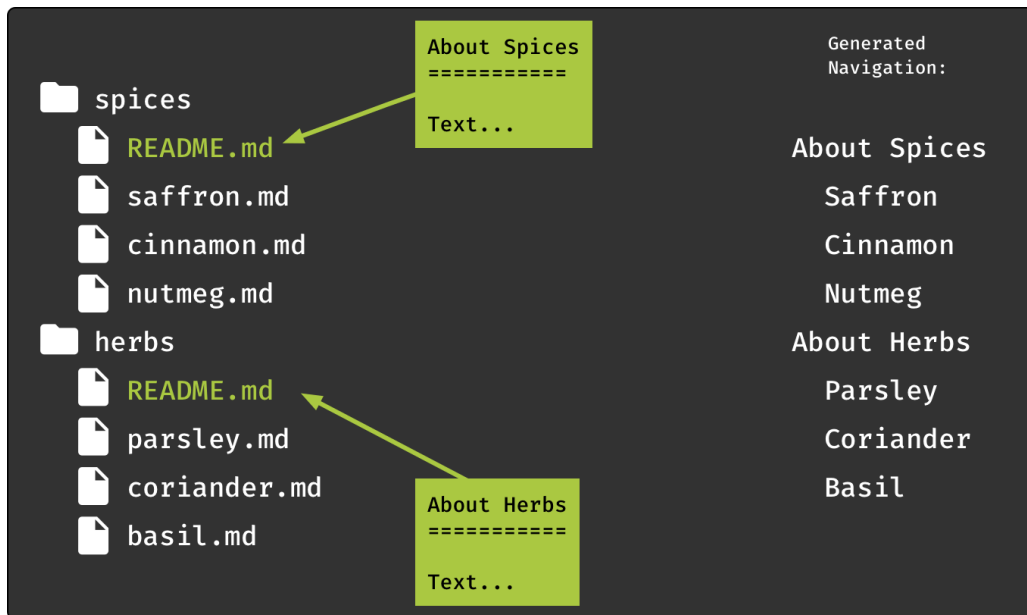 About Spices
===========
Text...
Generated
Navigation:
spices
README.md
saffron.md
cinnamon.md
nutmeg.md
herbs
README.md
parsley.md
coriander.md
basil.md
About Spices
Saffron
Cinnamon
Nutmeg
About Herbs
Parsley
Coriander
Basil
About Herbs
===========
Text...